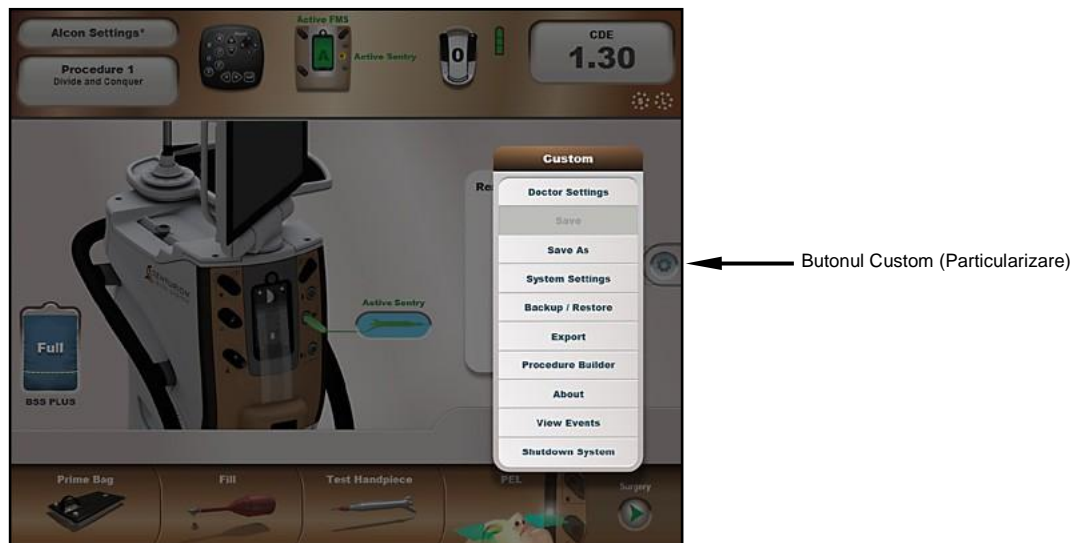 Alcon Settings*
Procedure 1
Divide and Conquer
Active FMS
A
Active Sentry
0
CDE
1.30
Custom
Doctor Settings
Save
Save As
System Settings
Backup / Restore
Export
Procedure Builder
About
View Events
Shutdown System
Butonul Custom (Particularizare)
CENTURION
Active Sentry
Full
BSS PLUS
Prime Bag
Fill
Test Handpiece
PEL
Surgery